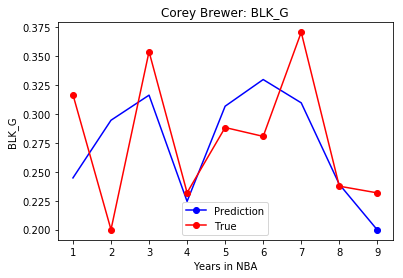 Corey Brewer: BLK_G
0.375
0.350
0.325
0.300
0.275
0.250
0.225
0.200
BLK_G
Prediction
True
1 2 3 4 5 6 7 8 9
Years in NBA